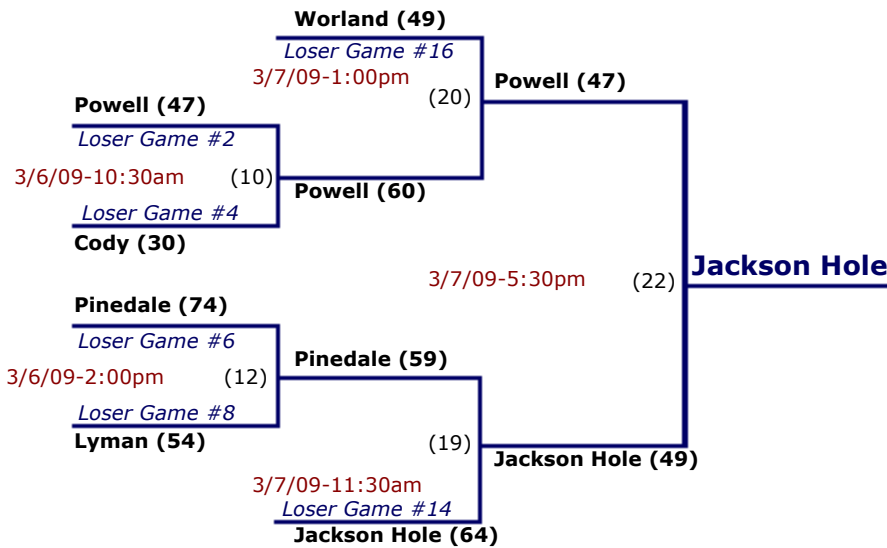 Worland (49)
Loser Game #16
3/7/09-1:00pm
(20)
Powell (47)
Powell (47)
Loser Game #2
3/6/09-10:30am
(10)
Powell (60)
Loser Game #4
Cody (30)
3/7/09-5:30pm
(22)
Jackson Hole
Pinedale (74)
Loser Game #6
3/6/09-2:00pm
(12)
Pinedale (59)
Loser Game #8
Lyman (54)
(19)
Jackson Hole (49)
3/7/09-11:30am
Loser Game #14
Jackson Hole (64)